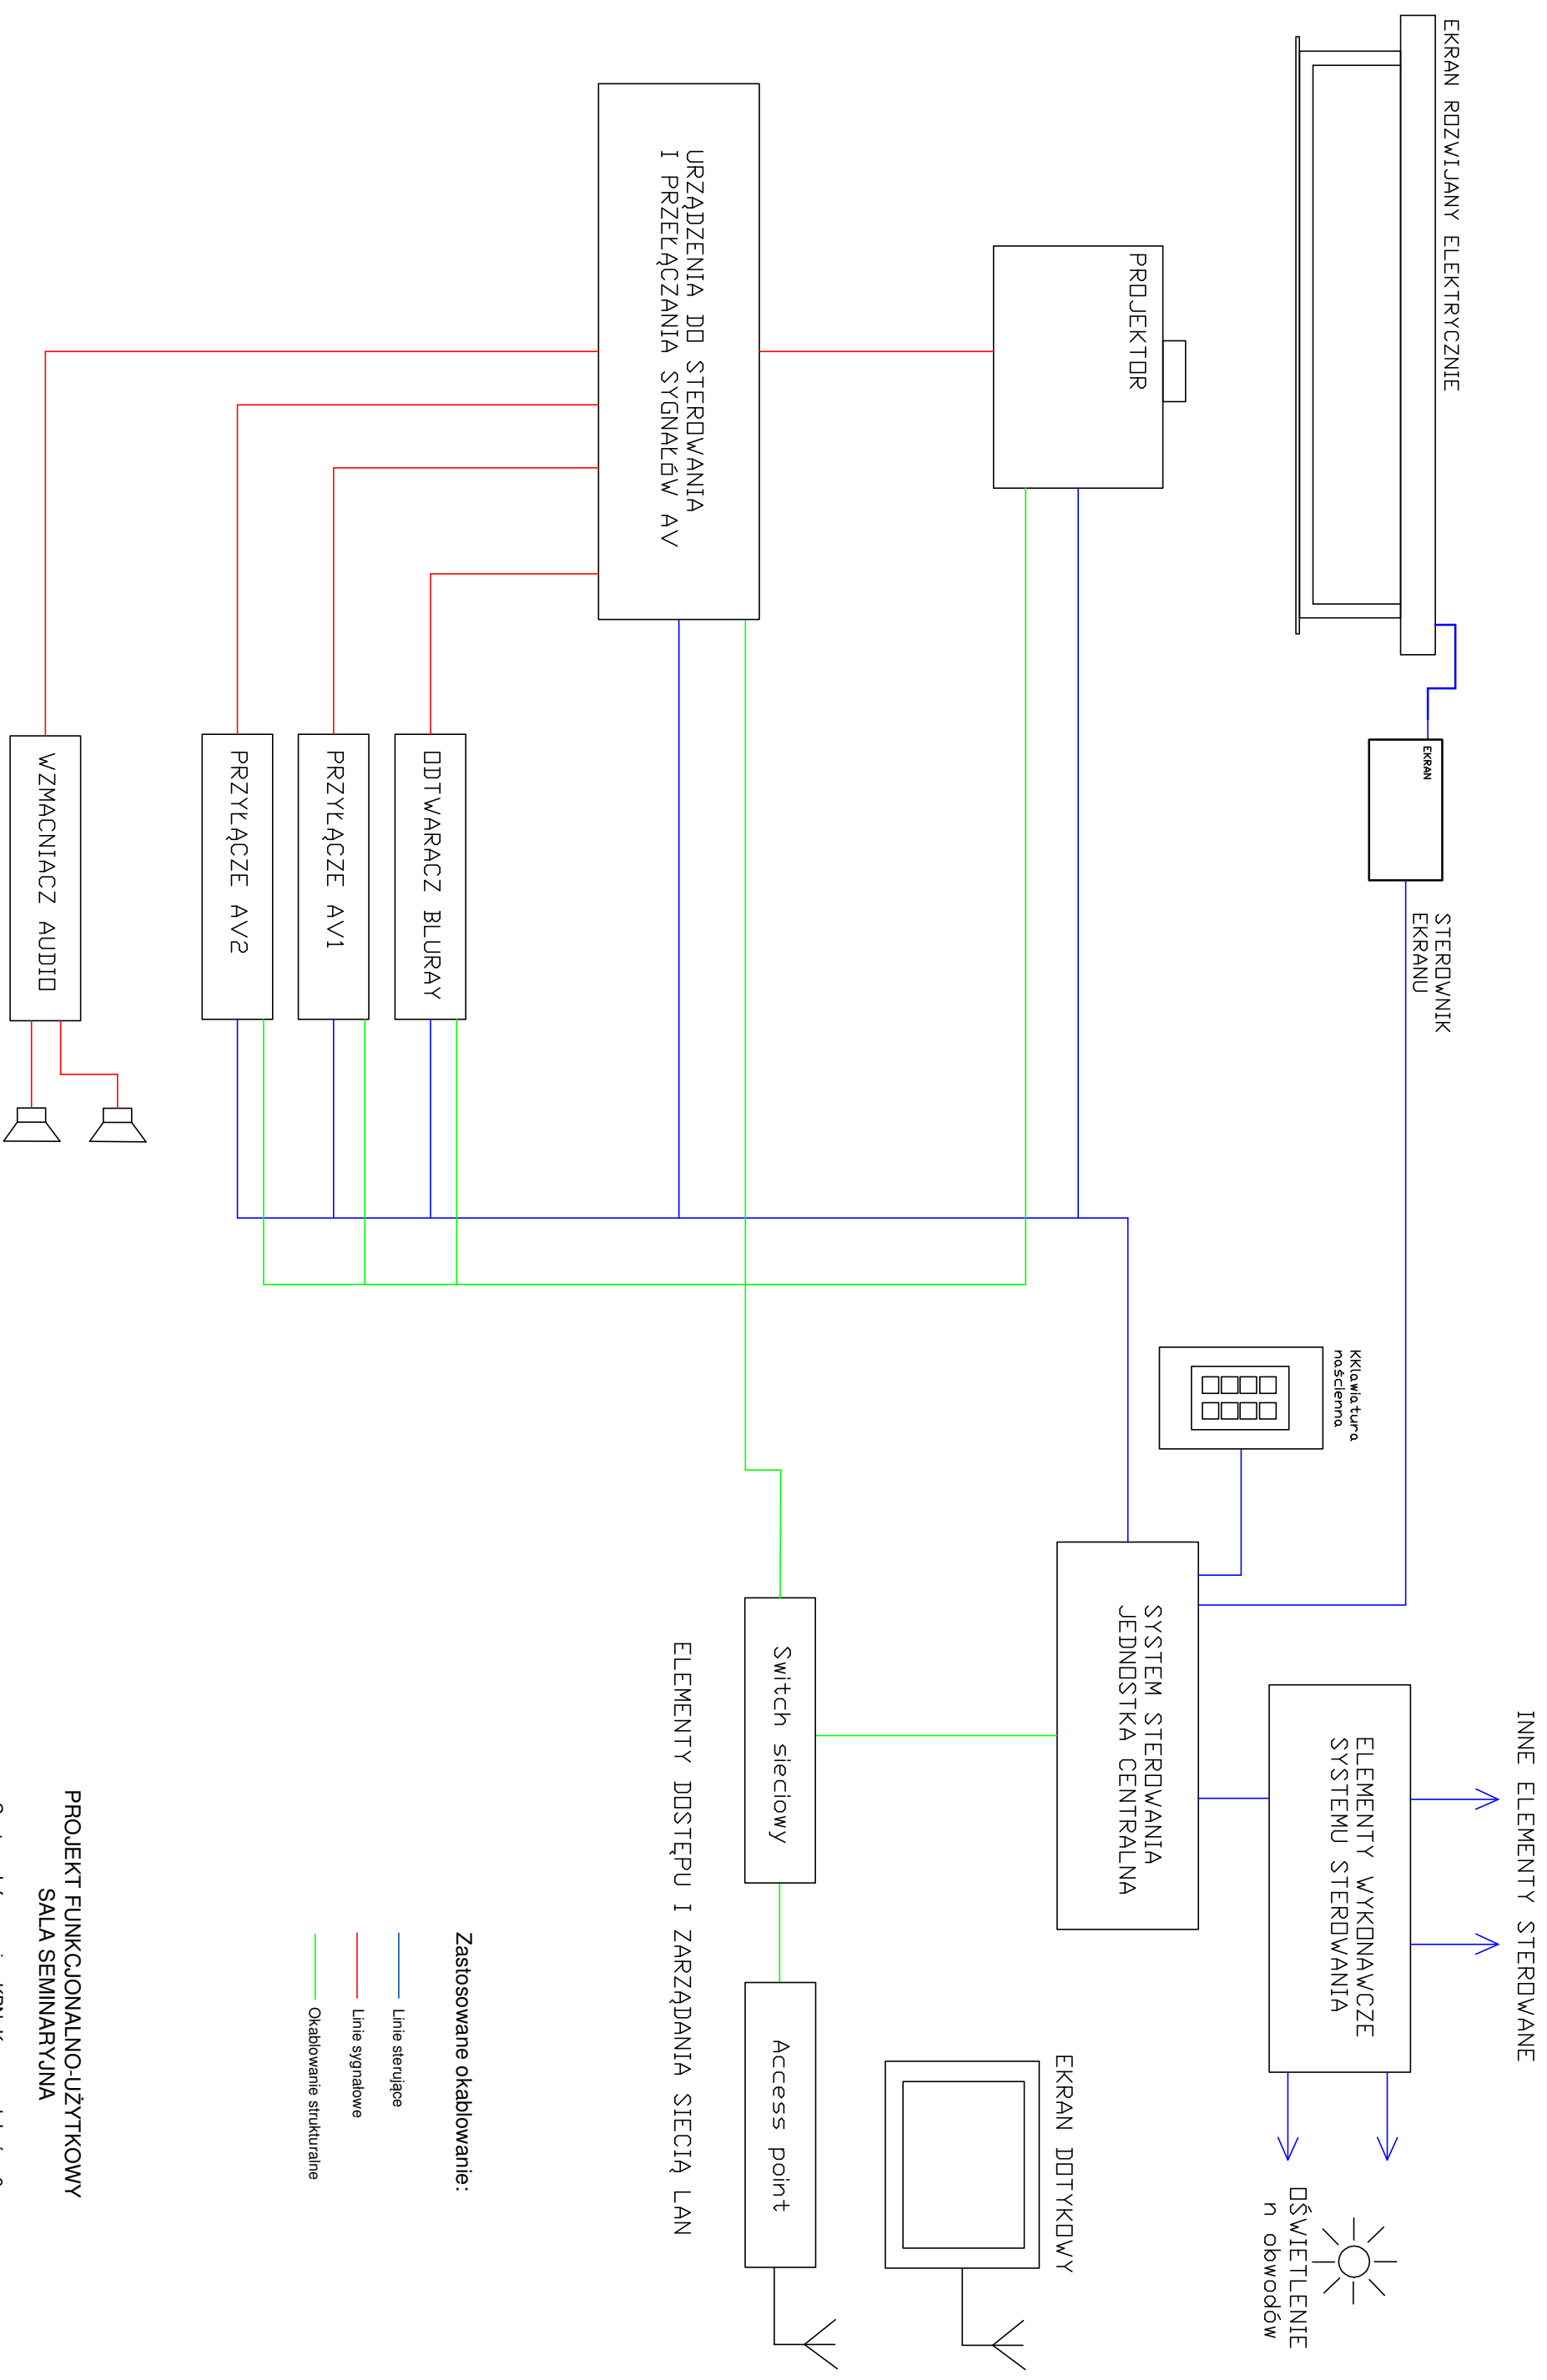 EKRAN ROZWIJANY ELEKTRYCZNIE
EKRAN
STEROWNIK
EKRANU
INNE ELEMENTY STEROWANE
PROJEKTOR
KKlawiatura
naścienna
ELEMENTY WYKONAWCZE
SYSTEMU STEROWANIA
OŚWIETLENIE
n obwodów
SYSTEM STEROWANIA
JEDNOSTKA CENTRALNA
EKRAN DOTYKOWY
URZĄDZENIA DO STEROWANIA
I PRZEŁĄCZANIA SYGNAŁÓW AV
Switch sieciowy
Access point
ELEMENTY DOSTĘPU I ZARZĄDANIA SIECIĄ LAN
ODTWARACZ BLURAY
PRZYŁĄCZE AV1
PRZYŁĄCZE AV2
WZMACNIACZ AUDIO
Zastosowane okablowanie:
Linie sterujące
Linie sygnałowe
Okablowanie strukturalne
PROJEKT FUNKCJONALNO-UŻYTKOWY
SALA SEMINARYJNA